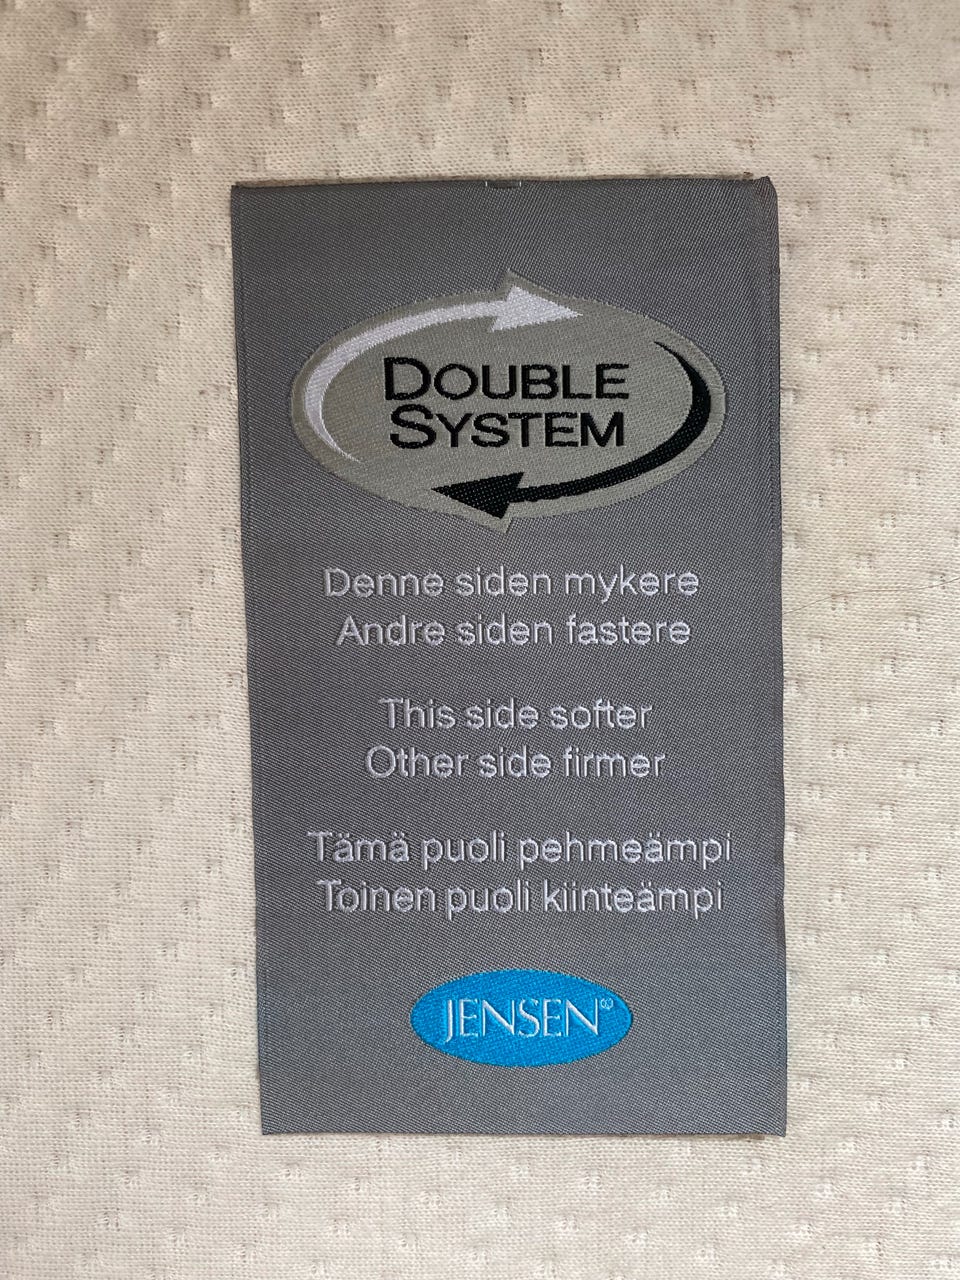 DOUBLE
SYSTEM
Denne siden mykere
Andre siden fastere
This side softer
Other side firmer
Tämä puoli pehmeämpi
Toinen puoli kiinteämpi
JENSEN®